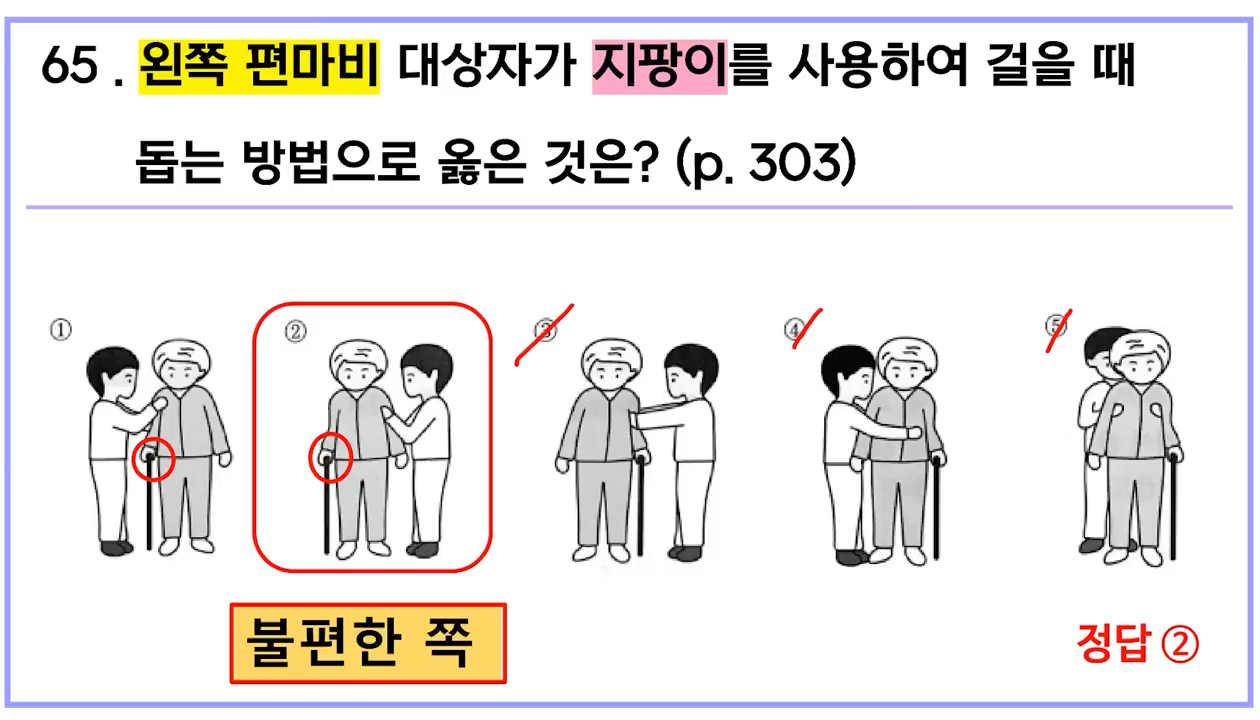 65 . 왼쪽 편마비 대상자가 지팡이를 사용하여 걸을 때
돕는 방법으로 옳은 것은? (p. 303)
① ② ③ ④ ⑤
불편한 쪽
정답 ②